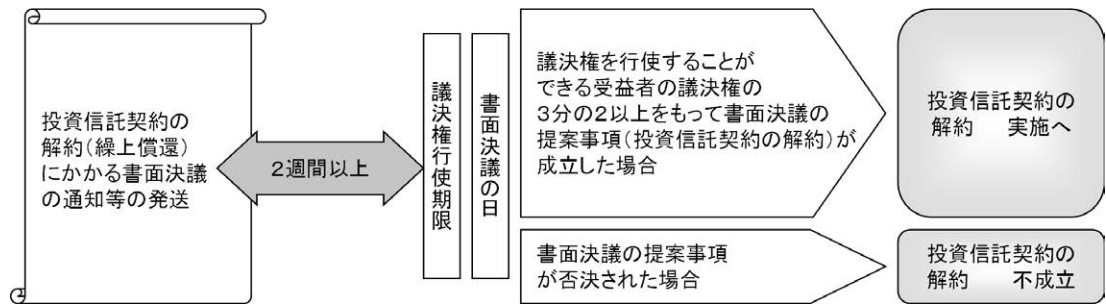 投資信託契約の
解約(繰上償還)
にかかる書面決議
の通知等の発送
2週間以上
議決権行使期限
書面決議の日
議決権を行使することが
できる受益者の議決権の
3分の2以上をもって書面決議の
提案事項(投資信託契約の解約)が
成立した場合
投資信託契約の
解約　実施へ
書面決議の提案事項
が否決された場合
投資信託契約の
解約　不成立